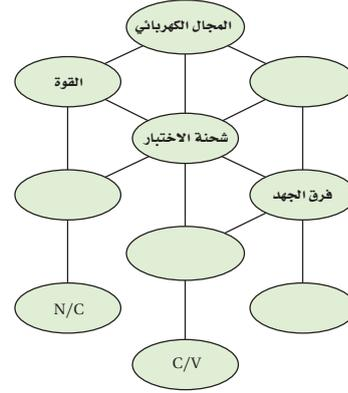 المجال الكهربائي
القوة
شحنة الاختبار
فرق الجهد
N/C
C/V